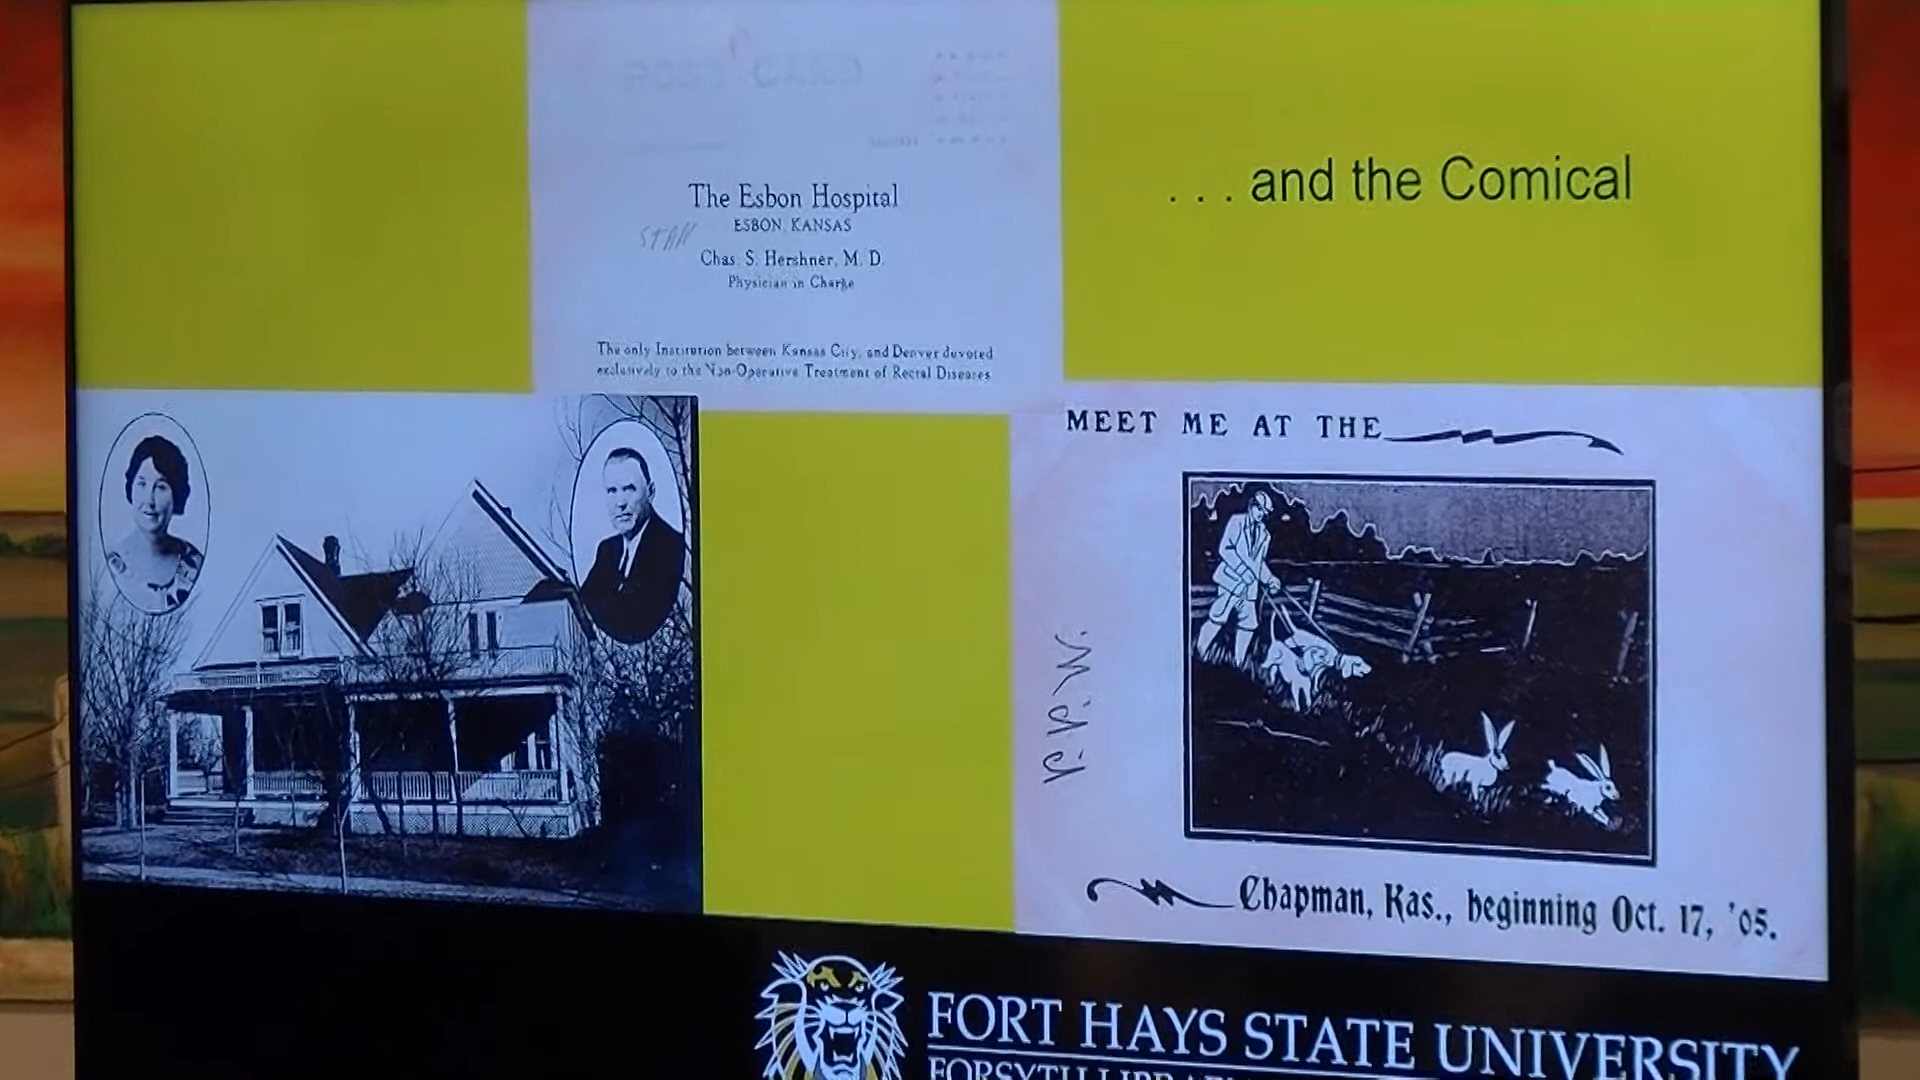 POST CARD
The Esbon Hospital
ESBON, KANSAS
Chas. S. Hershner, M. D.
Physician in Charge
The only Institution between Kansas City, and Denver devoted
exclusively to the Non-Operative Treatment of Rectal Diseases
. . . and the Comical
MEET ME AT THE
Chapman, Kas., beginning Oct. 17, '05.
FORT HAYS STATE UNIVERSITY
FORSYTH LIBRARY